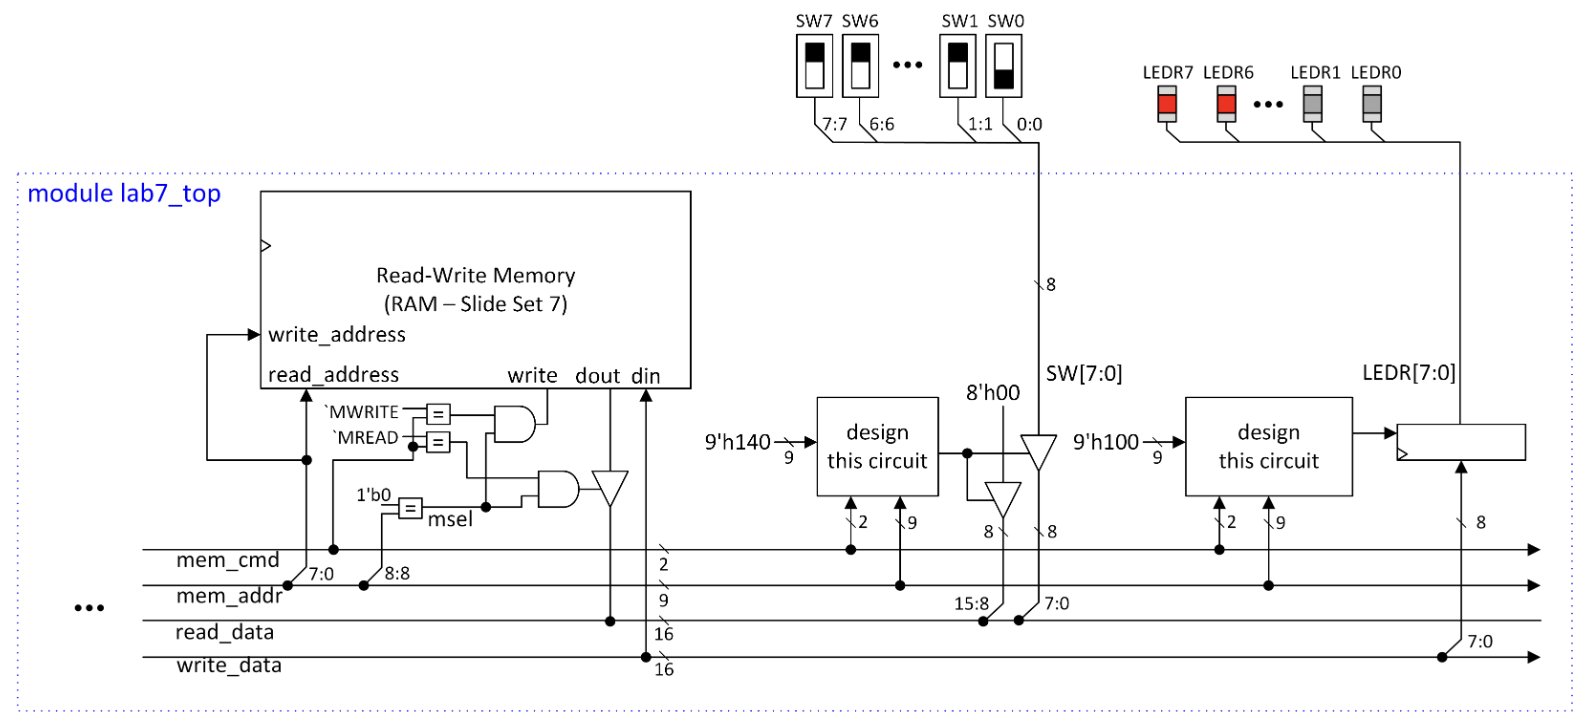 SW7 SW6 ••• SW1 SW0
LEDR7 LEDR6 ••• LEDR1 LEDR0
7:7 6:6 1:1 0:0
module lab7_top
Read-Write Memory
(RAM – Slide Set 7)
8
write_address
read_address write dout din
SW[7:0]
LEDR[7:0]
8'h00
`MWRITE =
`MREAD =
9'h140 9
design
this circuit
9'h100 9
design
this circuit
1'b0 =
msel
2 9
8 8
2 9
8
mem_cmd 2
7:0 8:8
mem_addr 9
•••
15:8 7:0
read_data 16
7:0
write_data 16